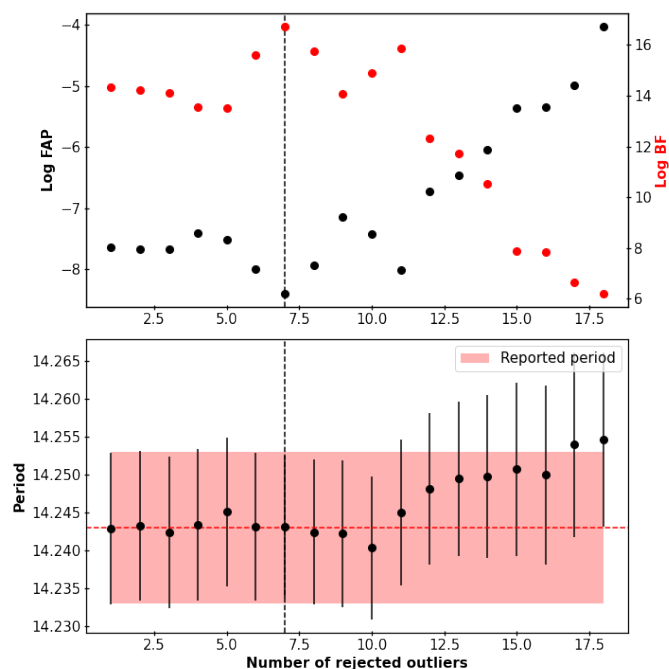 −4
−5
−6
−7
−8
Log FAP
16
14
12
10
8
6
Log BF
2.5 5.0 7.5 10.0 12.5 15.0 17.5
14.265
14.260
14.255
14.250
14.245
14.240
14.235
14.230
Period
Reported period
2.5 5.0 7.5 10.0 12.5 15.0 17.5
Number of rejected outliers